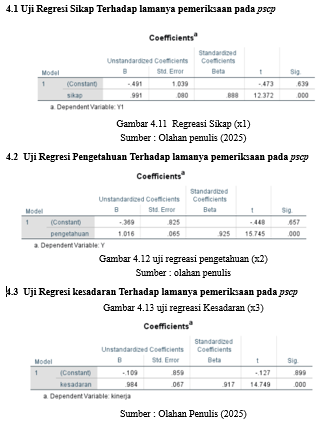 4.1 Uji Regresi Sikap Terhadap lamanya pemeriksaan pada pscp
Coefficientsᵃ
Model Unstandardized Coefficients Standardized Coefficients t Sig.
B Std. Error Beta
1 (Constant) -.491 1.039 -.473 .639
sikap .991 .080 .888 12.372 .000
a. Dependent Variable: Y1
Gambar 4.11 Regreasi Sikap (x1)
Sumber : Olahan penulis (2025)
4.2 Uji Regresi Pengetahuan Terhadap lamanya pemeriksaan pada pscp
Coefficientsᵃ
Model Unstandardized Coefficients Standardized Coefficients t Sig.
B Std. Error Beta
1 (Constant) -.369 .825 -.448 .657
pengetahuan 1.016 .065 .925 15.745 .000
a. Dependent Variable: Y
Gambar 4.12 uji regresi pengetahuan (x2)
Sumber : olahan penulis
4.3 Uji Regresi kesadaran Terhadap lamanya pemeriksaan pada pscp
Gambar 4.13 uji regresi Kesadaran (x3)
Coefficientsᵃ
Model Unstandardized Coefficients Standardized Coefficients t Sig.
B Std. Error Beta
1 (Constant) -.109 .859 -.127 .899
kesadaran .984 .067 .917 14.749 .000
a. Dependent Variable: kinerja
Sumber : Olahan Penulis (2025)